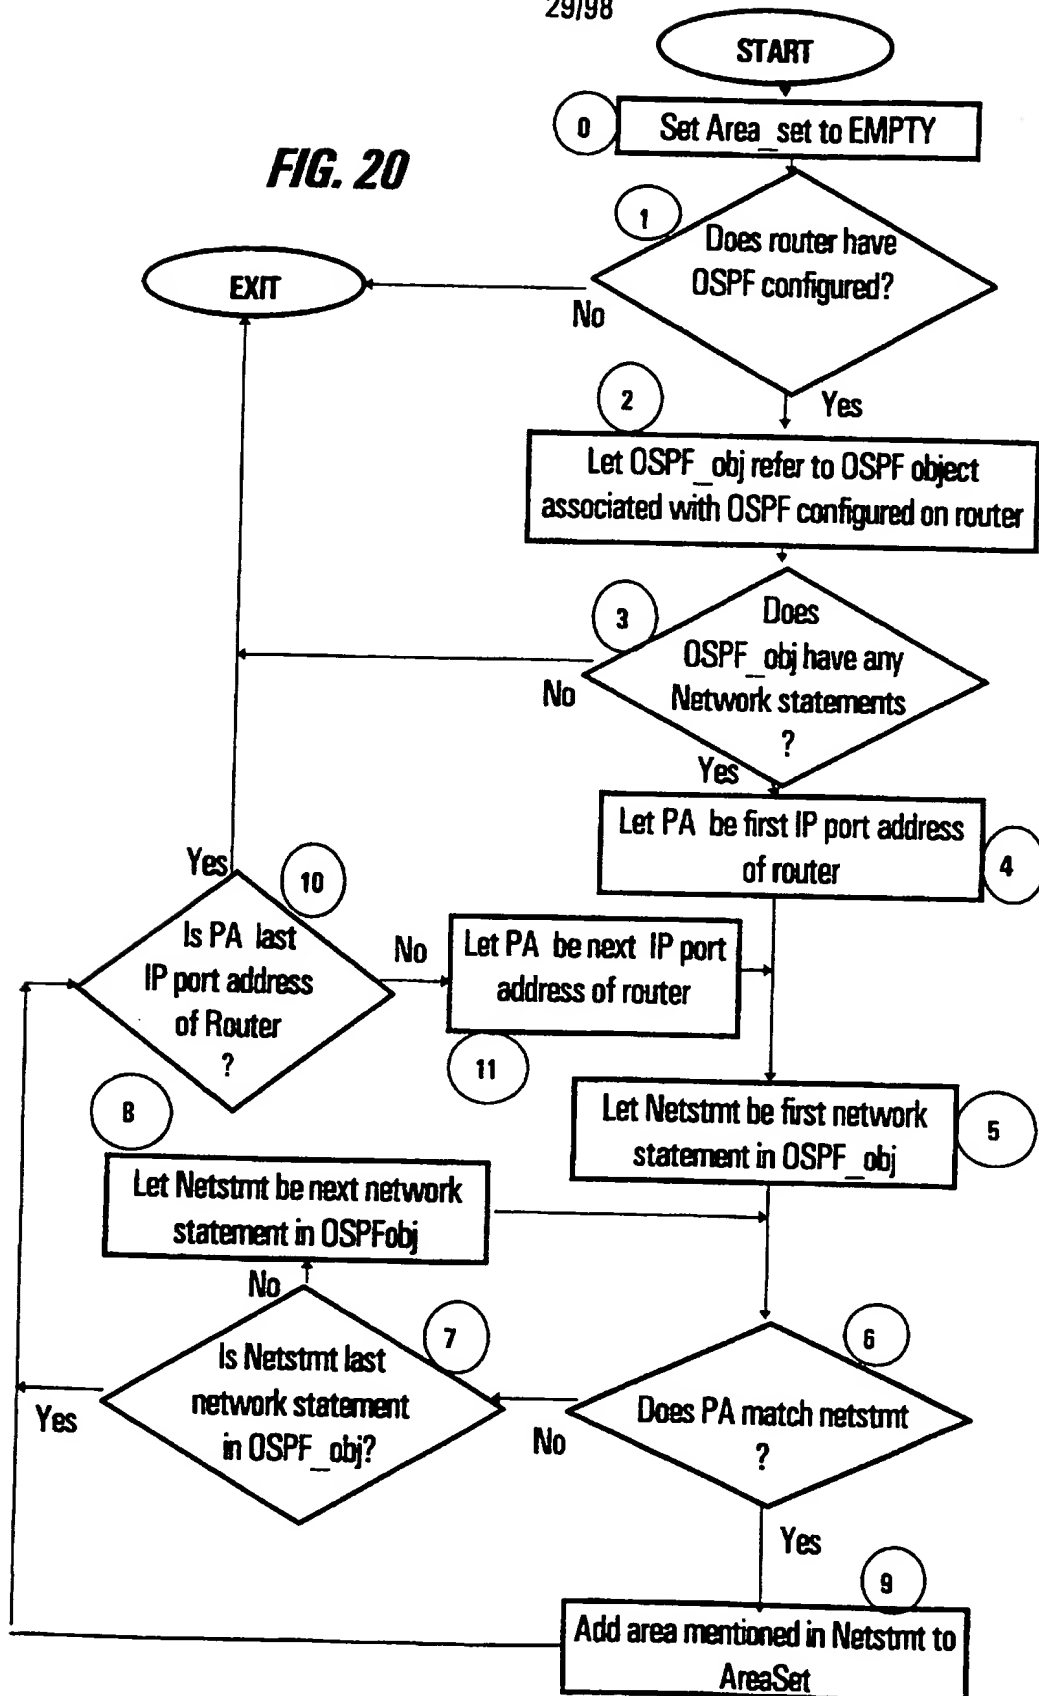 29/98
START
0
Set Area_set to EMPTY
FIG. 20
1
Does router have
OSPF configured?
EXIT
No
Yes
2
Let OSPF_obj refer to OSPF object
associated with OSPF configured on router
3
Does
OSPF_obj have any
Network statements
?
No
Yes
Let PA be first IP port address
of router
4
Yes
10
Is PA last
IP port address
of Router
?
No
Let PA be next IP port
address of router
11
8
Let Netstmt be first network
statement in OSPF_obj
5
Let Netstmt be next network
statement in OSPFobj
No
7
Is Netstmt last
network statement
in OSPF_obj?
Yes
6
Does PA match netstmt
?
No
Yes
9
Add area mentioned in Netstmt to
AreaSet